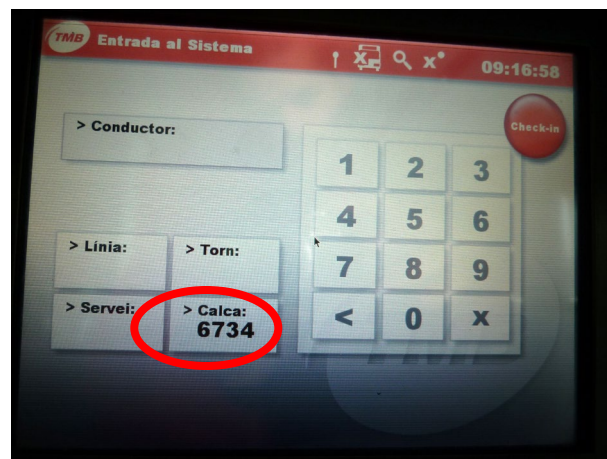 TMB Entrada al Sistema
09:16:58
Check-in
> Conductor:
1 2 3
4 5 6
> Línia: > Torn:
7 8 9
> Servei: > Calca:
6734
< 0 x